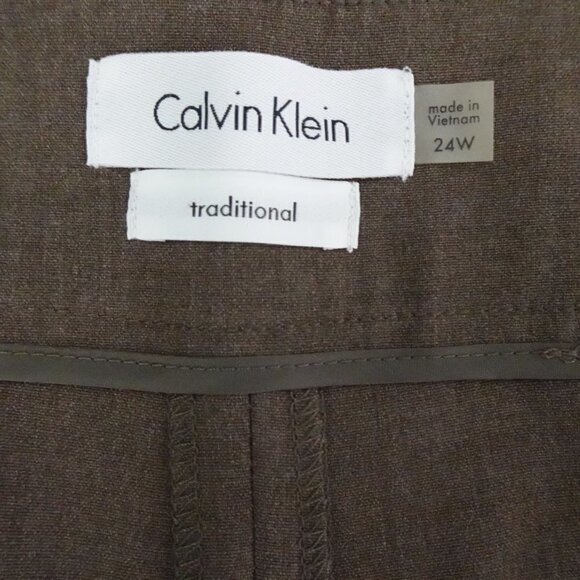 Calvin Klein
made in
Vietnam
24W
traditional